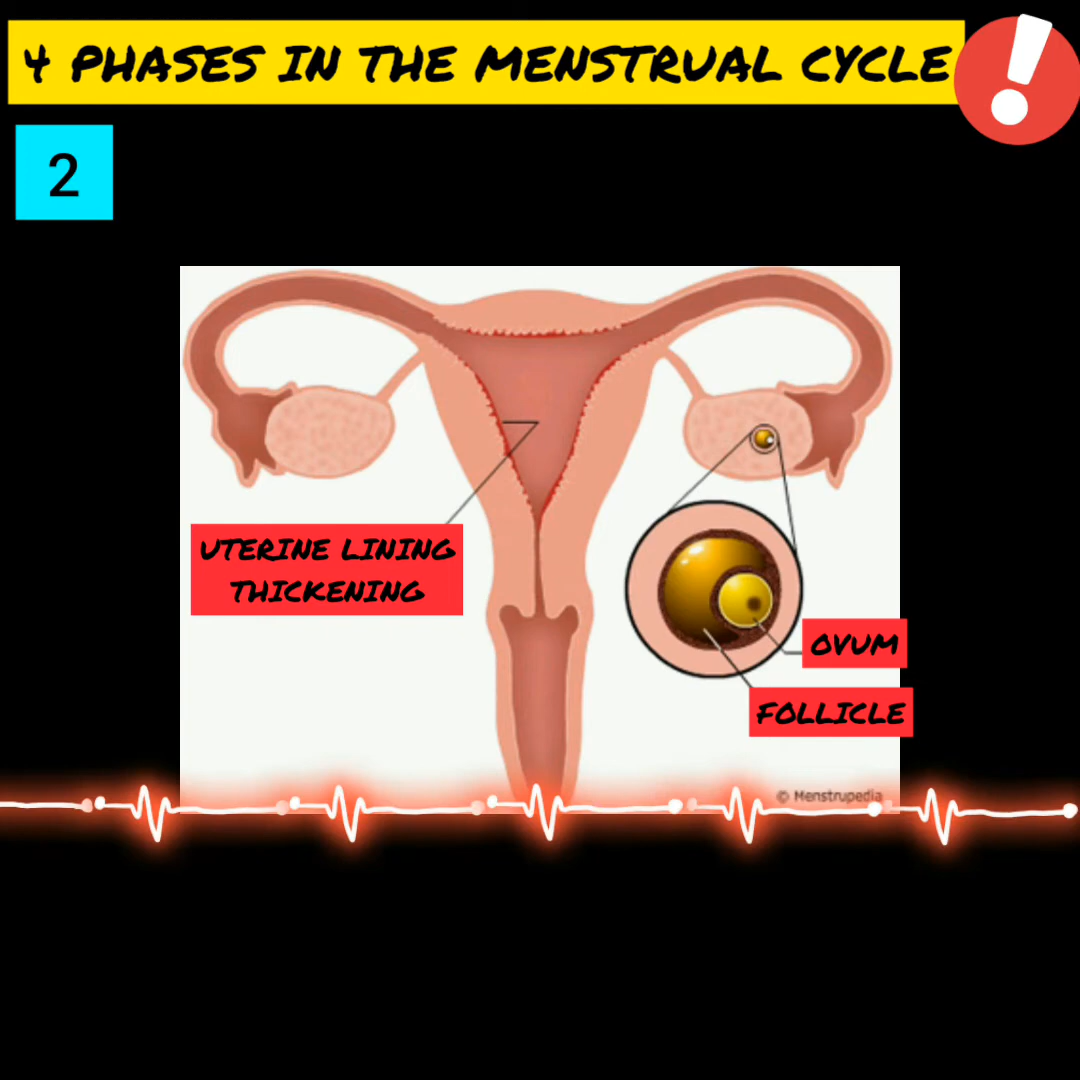 4 PHASES IN THE MENSTRUAL CYCLE
2
UTERINE LINING
THICKENING
OVUM
FOLLICLE
© Menstrupedia